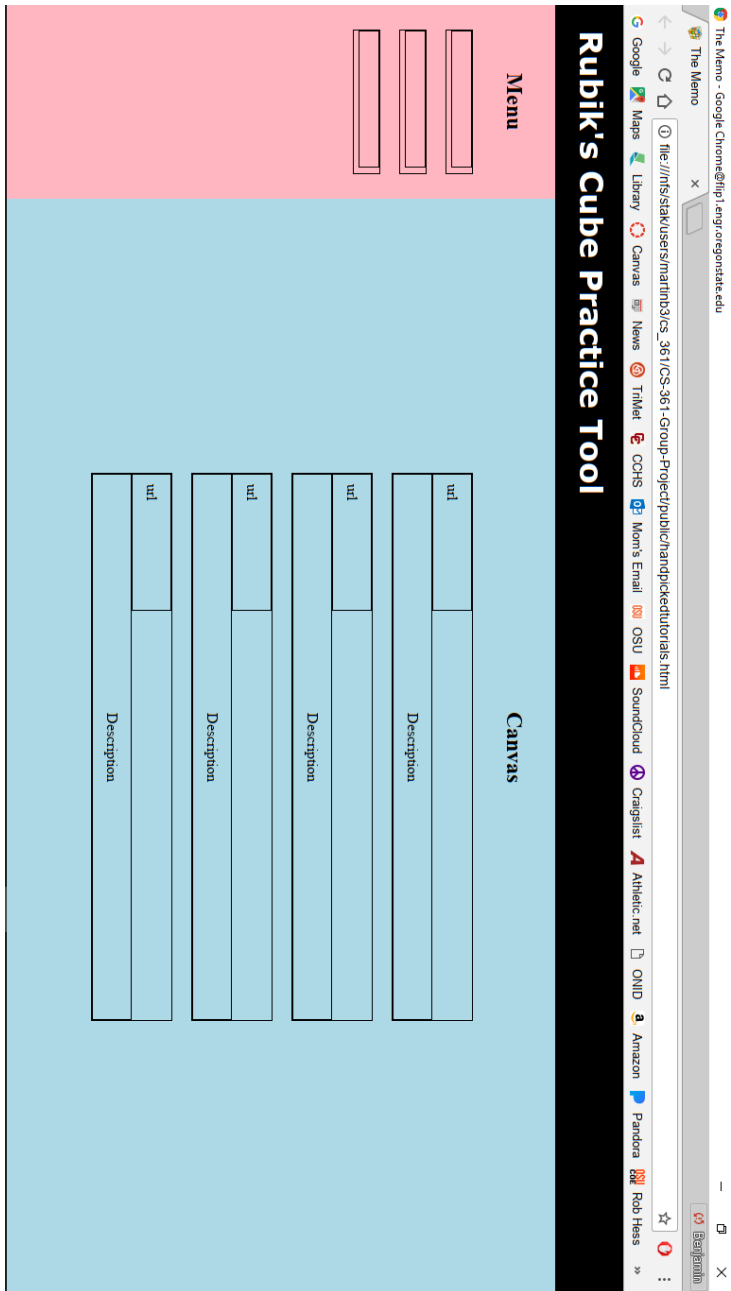 The Memo - Google Chrome@flip1.engr.oregonstate.edu
The Memo
Benjamin
file:///nfs/stak/users/martinb3/cs_361/CS-361-Group-Project/public/handpickedtutorials.html
Google Maps Library Canvas News TriMet CCHS Mom's Email OSU SoundCloud Craigslist Athletic.net ONID Amazon Pandora Rob Hess »
Rubik's Cube Practice Tool
Menu
Canvas
url
Description
url
Description
url
Description
url
Description